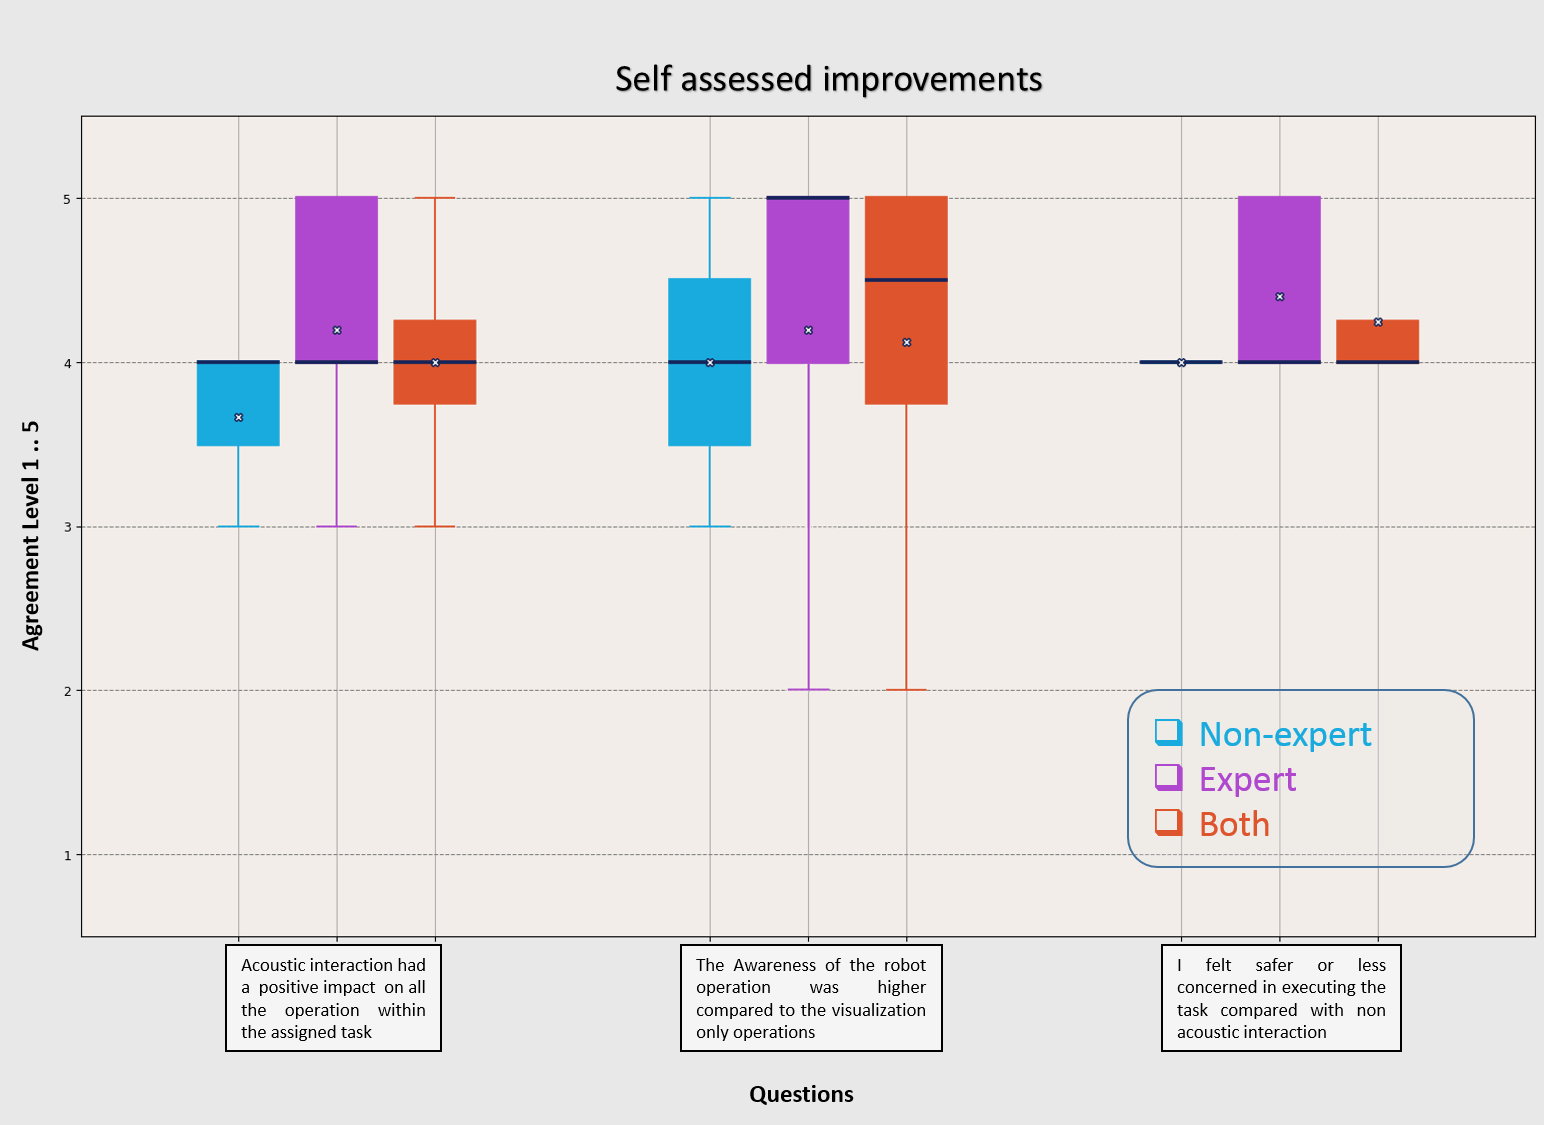 Self assessed improvements
Agreement Level 1 .. 5
5
4
3
2
1
Non-expert
Expert
Both
Acoustic interaction had
a positive impact on all
the operation within
the assigned task
The Awareness of the robot
operation was higher
compared to the visualization
only operations
I felt safer or less
concerned in executing the
task compared with non
acoustic interaction
Questions